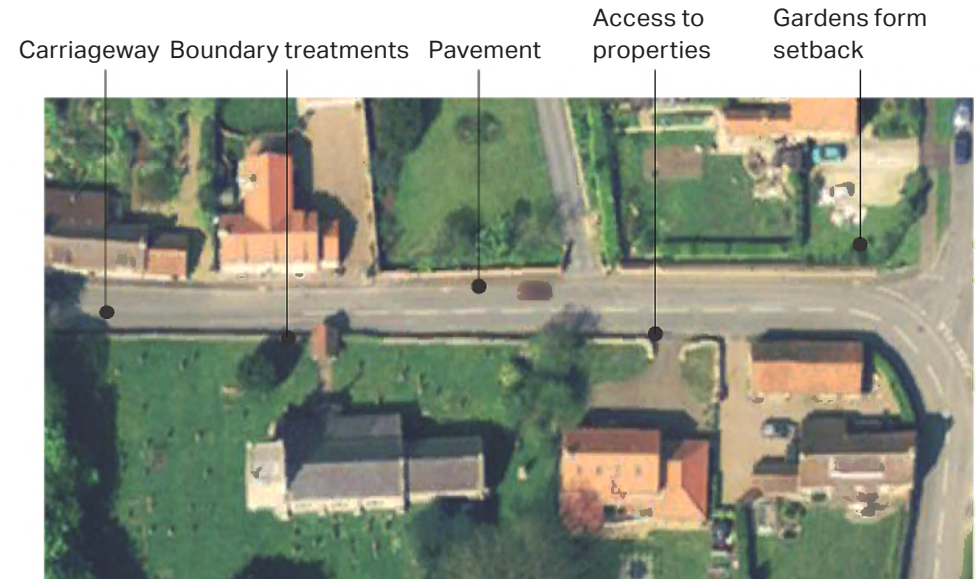 Carriageway
Boundary treatments
Pavement
Access to
properties
Gardens form
setback